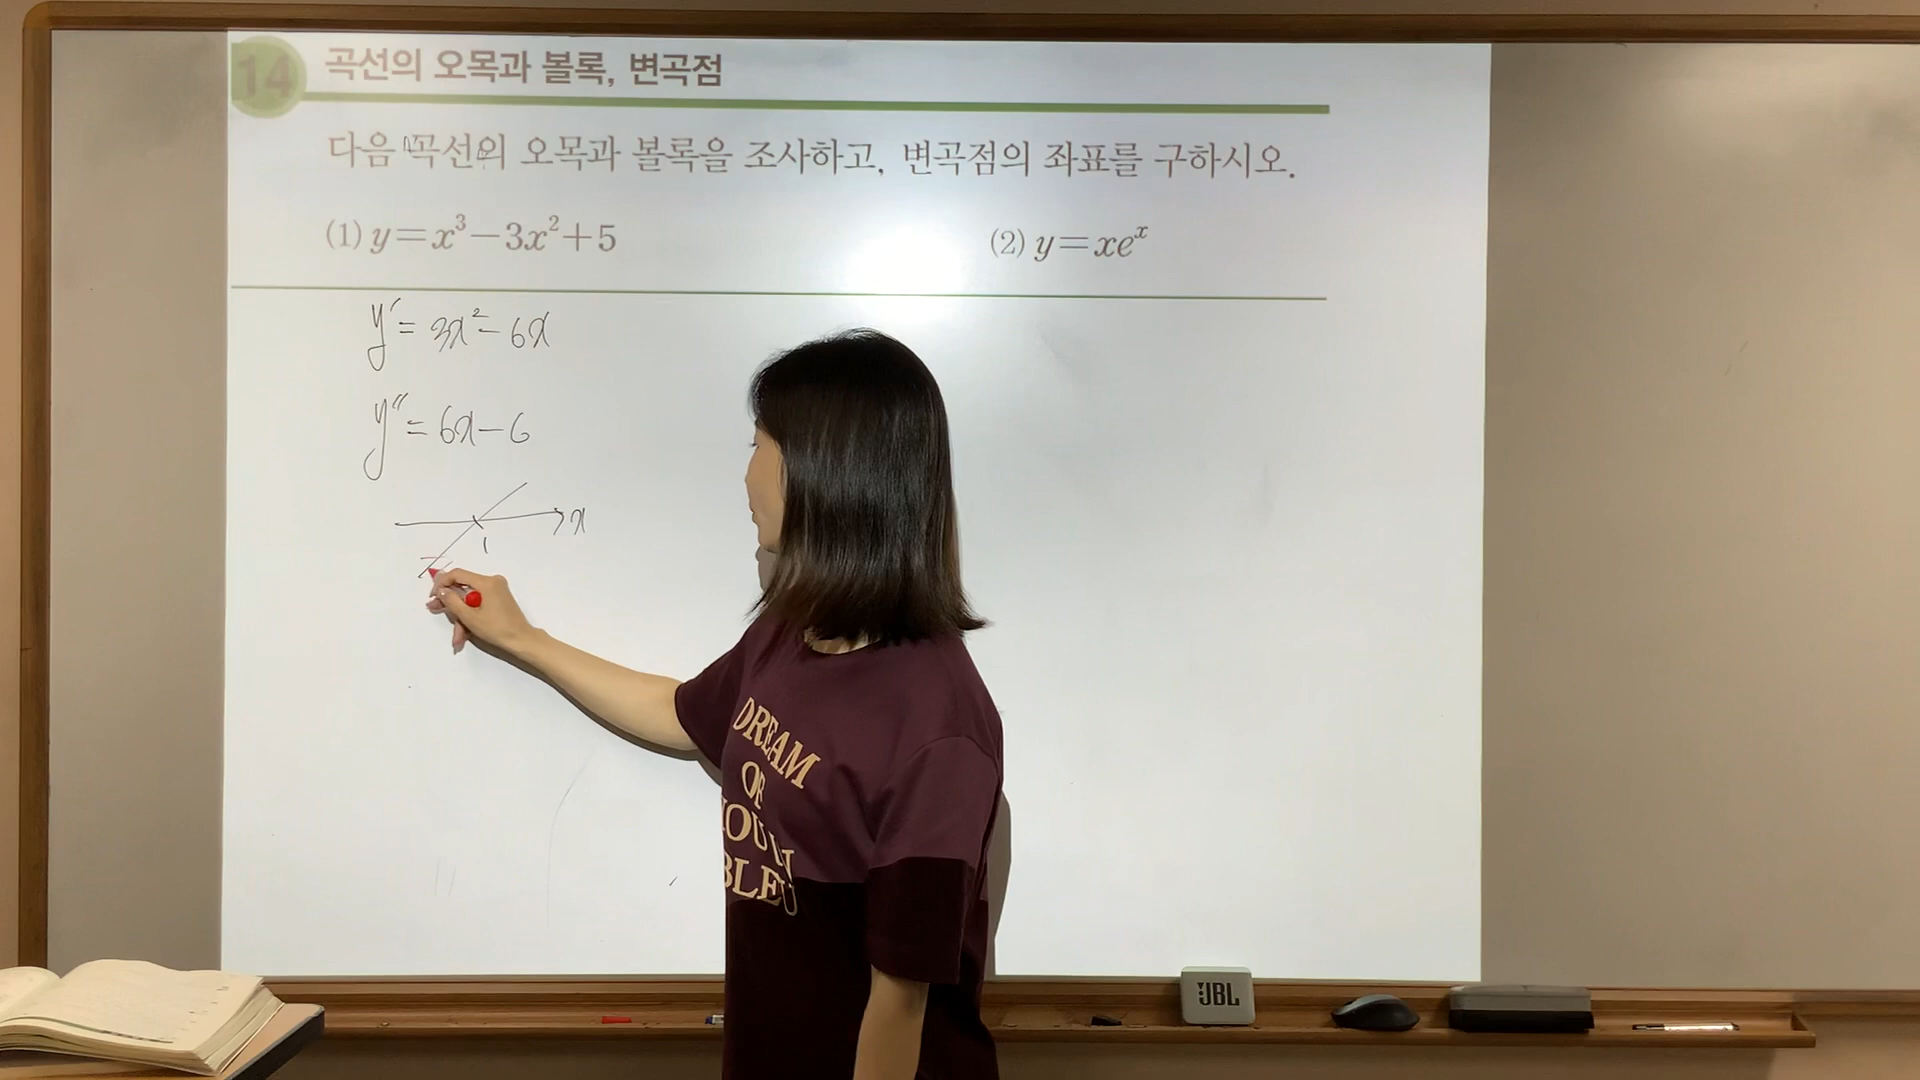 14 곡선의 오목과 볼록, 변곡점
다음 곡선의 오목과 볼록을 조사하고, 변곡점의 좌표를 구하시오.
(1) y=x³−3x²+5 (2) y=xeˣ
y′= 3x²−6x
y″= 6x−6
x
1
DREAM
OF
BLEU
JBL